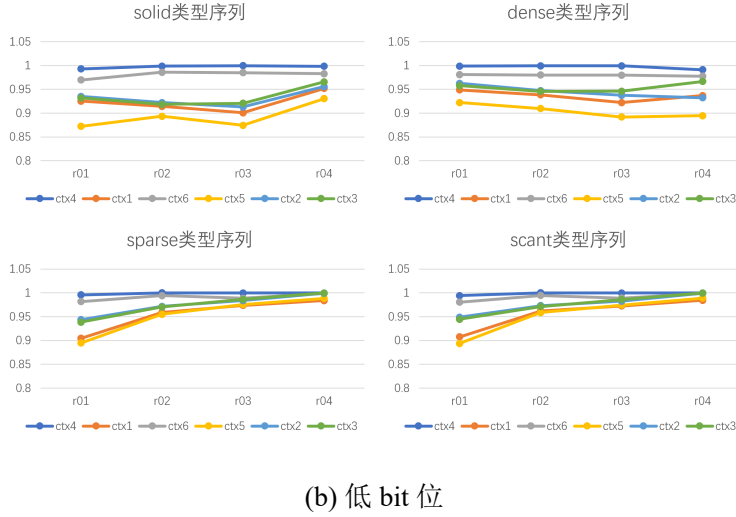 solid类型序列
1.05
1
0.95
0.9
0.85
0.8
r01 r02 r03 r04
ctx4 ctx1 ctx6 ctx5 ctx2 ctx3
dense类型序列
1.05
1
0.95
0.9
0.85
0.8
r01 r02 r03 r04
ctx4 ctx1 ctx6 ctx5 ctx2 ctx3
sparse类型序列
1.05
1
0.95
0.9
0.85
0.8
r01 r02 r03 r04
ctx4 ctx1 ctx6 ctx5 ctx2 ctx3
scant类型序列
1.05
1
0.95
0.9
0.85
0.8
r01 r02 r03 r04
ctx4 ctx1 ctx6 ctx5 ctx2 ctx3
(b) 低 bit 位